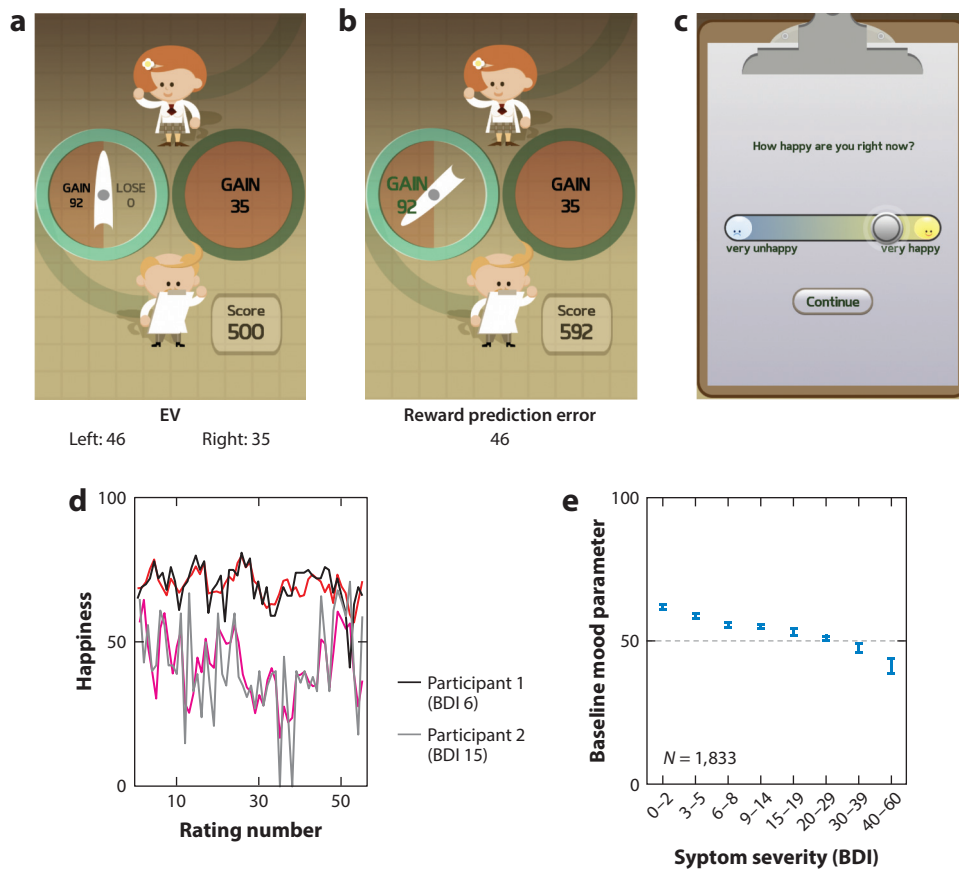 a
GAIN
92
LOSE
0
GAIN
35
Score
500
EV
Left: 46
Right: 35
b
GAIN
92
GAIN
35
Score
592
Reward prediction error
46
c
How happy are you right now?
very unhappy
very happy
Continue
d
Happiness
100
50
0
10
30
50
Rating number
Participant 1
(BDI 6)
Participant 2
(BDI 15)
e
Baseline mood parameter
100
50
0
N = 1,833
0–2
3–5
6–8
9–14
15–19
20–29
30–39
40–60
Syptom severity (BDI)